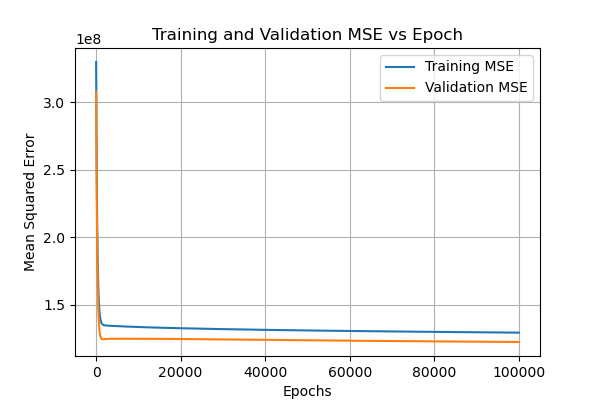 Training and Validation MSE vs Epoch
1e8
Training MSE
Validation MSE
3.0
2.5
2.0
1.5
Mean Squared Error
0 20000 40000 60000 80000 100000
Epochs